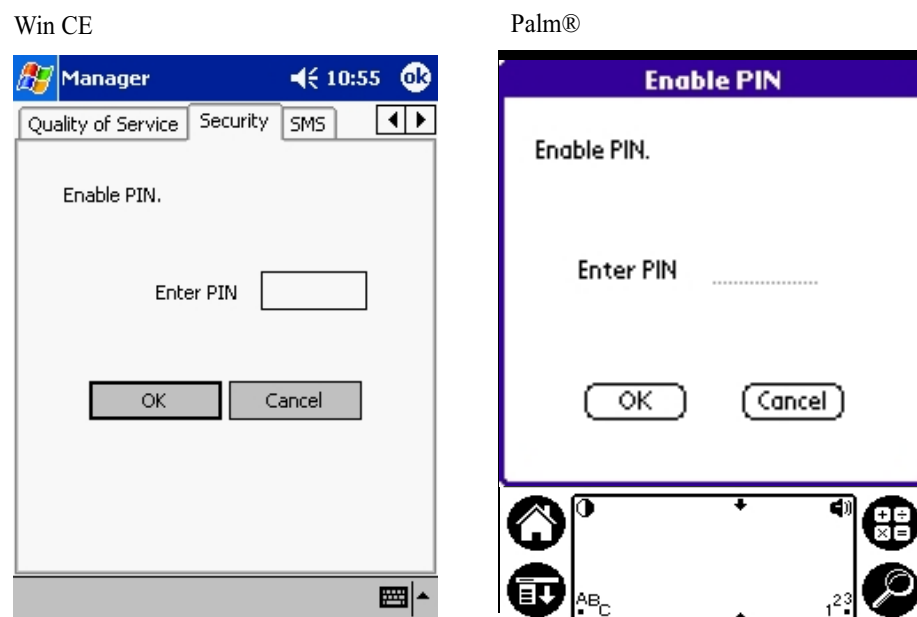 Win CE
Manager 10:55 ok
Quality of Service Security SMS
Enable PIN.
Enter PIN
OK Cancel
Palm®
Enable PIN
Enable PIN.
Enter PIN
OK Cancel
ABC 123